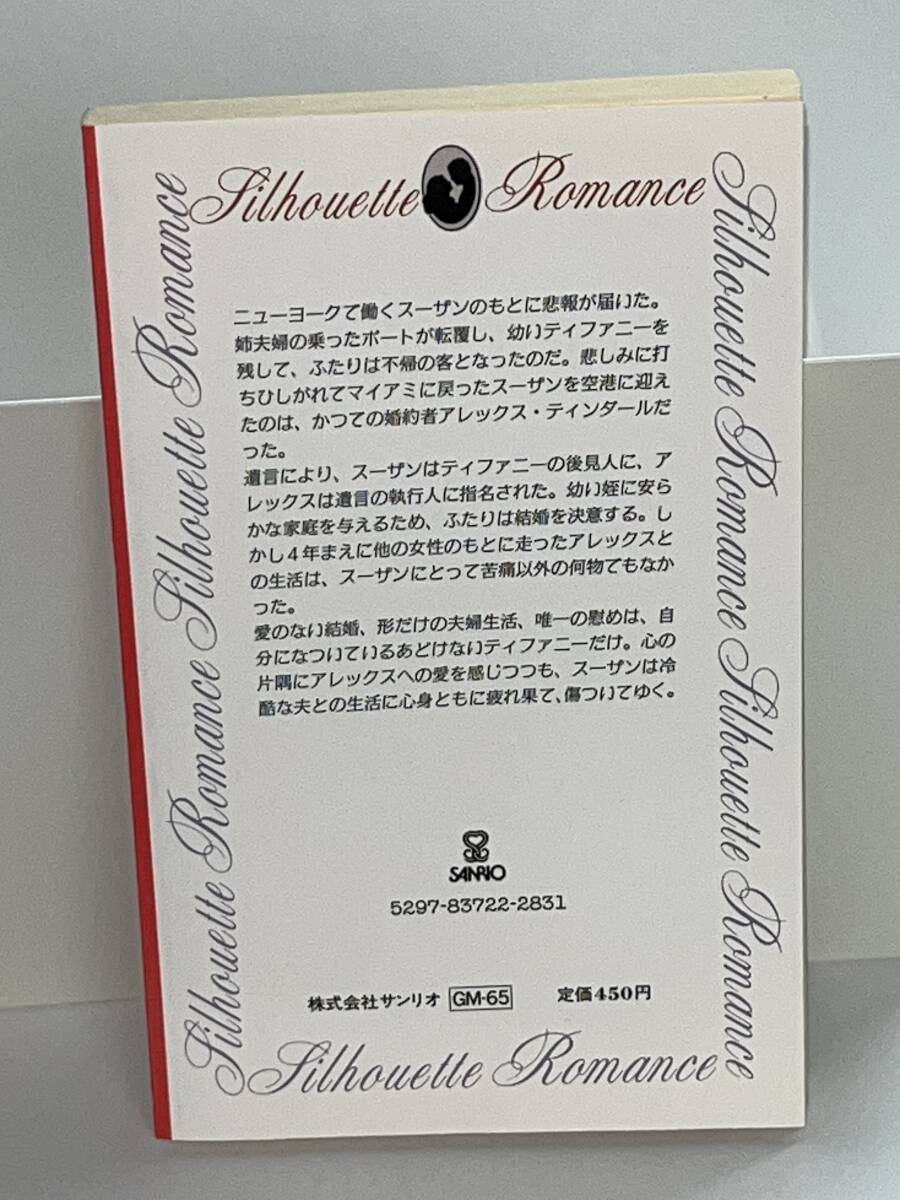 Silhouette Romance
Silhouette Romance Silhouette Romance
Silhouette Romance Silhouette Romance
ニューヨークで働くスーザンのもとに悲報が届いた。
姉夫婦の乗ったボートが転覆し、幼いティファニーを
残して、ふたりは不帰の客となったのだ。悲しみに打
ちひしがれてマイアミに戻ったスーザンを空港に迎え
たのは、かつての婚約者アレックス・ティンダールだ
った。
遺言により、スーザンはティファニーの後見人に、ア
レックスは遺言の執行人に指名された。幼い姪に安ら
かな家庭を与えるため、ふたりは結婚を決意する。し
かし4年まえに他の女性のもとに走ったアレックスと
の生活は、スーザンにとって苦痛以外の何物でもなか
った。
愛のない結婚、形だけの夫婦生活、唯一の慰めは、自
分になついているあどけないティファニーだけ。心の
片隅にアレックスへの愛を感じつつも、スーザンは冷
酷な夫との生活に心身ともに疲れ果て、傷ついてゆく。
SANRIO
5297-83722-2831
株式会社サンリオ GM-65 定価450円
Silhouette Romance